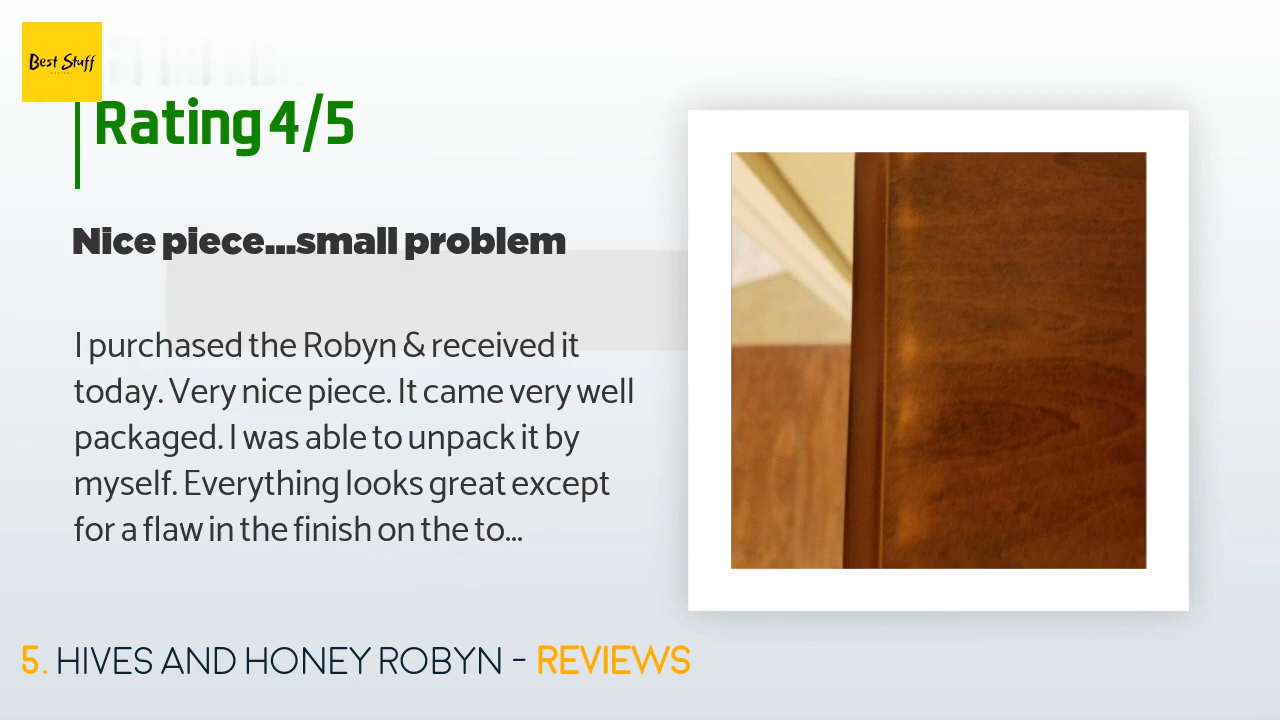 Best Stuff
Rating 4/5
Nice piece...small problem
I purchased the Robyn & received it
today. Very nice piece. It came very well
packaged. I was able to unpack it by
myself. Everything looks great except
for a flaw in the finish on the to...
5. HIVES AND HONEY ROBYN - REVIEWS